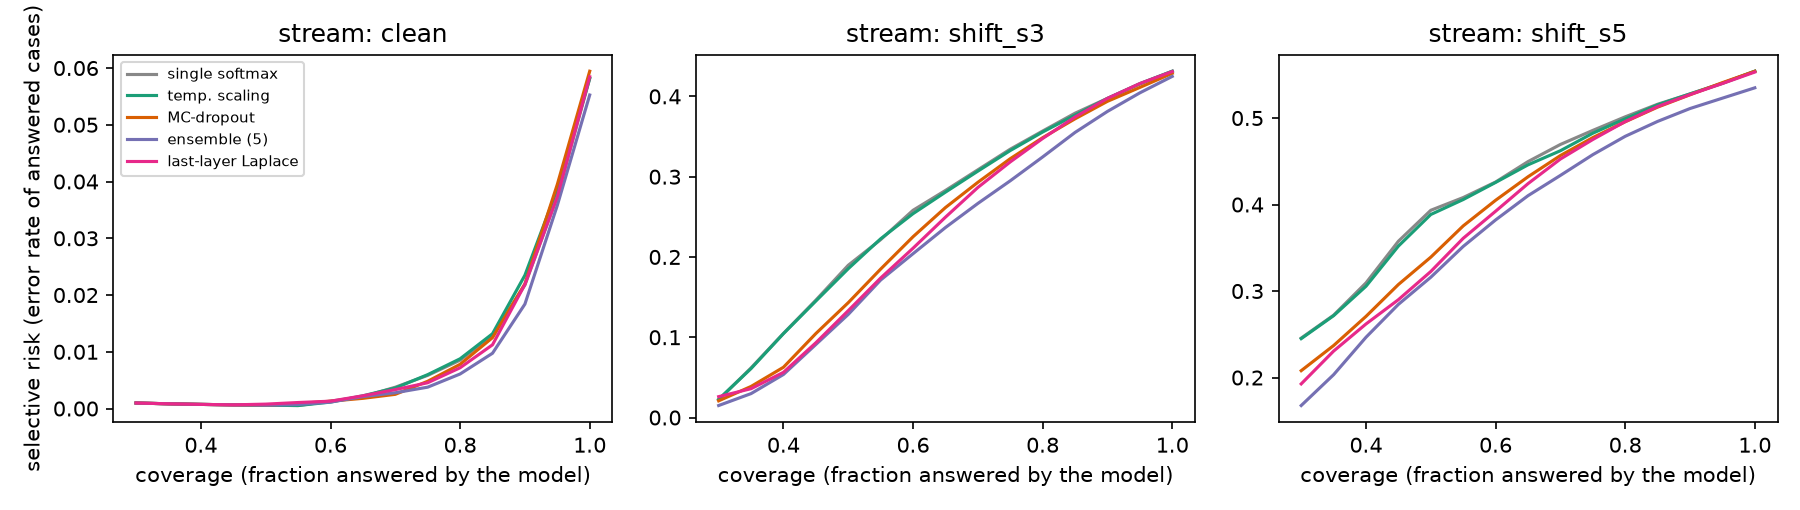 selective risk (error rate of answered cases)
stream: clean
0.06
0.05
0.04
0.03
0.02
0.01
0.00
single softmax
temp. scaling
MC-dropout
ensemble (5)
last-layer Laplace
0.4 0.6 0.8 1.0
coverage (fraction answered by the model)
stream: shift_s3
0.4
0.3
0.2
0.1
0.0
0.4 0.6 0.8 1.0
coverage (fraction answered by the model)
stream: shift_s5
0.5
0.4
0.3
0.2
0.4 0.6 0.8 1.0
coverage (fraction answered by the model)